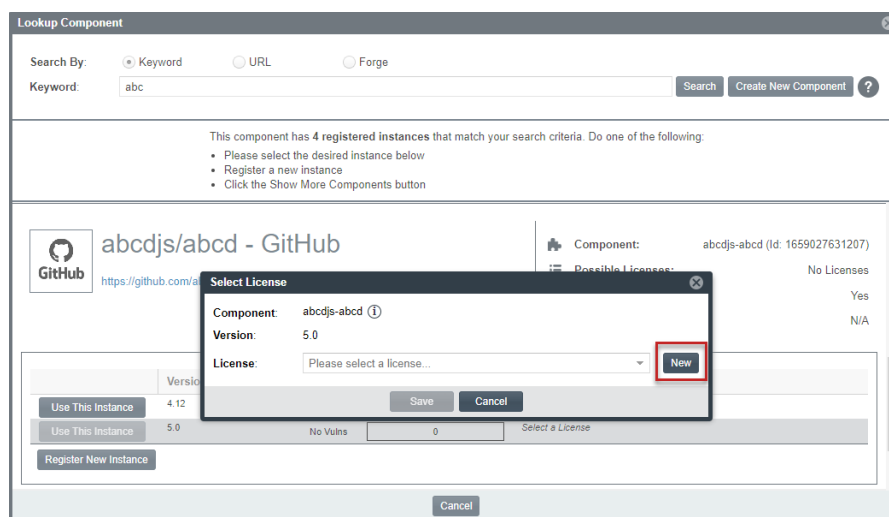 Lookup Component
Search By:
Keyword
URL
Forge
Keyword:
abc
Search
Create New Component
?
This component has 4 registered instances that match your search criteria. Do one of the following:
Please select the desired instance below
Register a new instance
Click the Show More Components button
GitHub
abcdjs/abcd - GitHub
https://github.com/a
Component:
abcdjs-abcd (Id: 1659027631207)
Possible Licenses:
No Licenses
Yes
N/A
Select License
Component:
abcdjs-abcd
Version:
5.0
License:
Please select a license...
New
Save
Cancel
Versio
Use This Instance
4.12
Use This Instance
5.0
No Vulns
0
Select a License
Register New Instance
Cancel